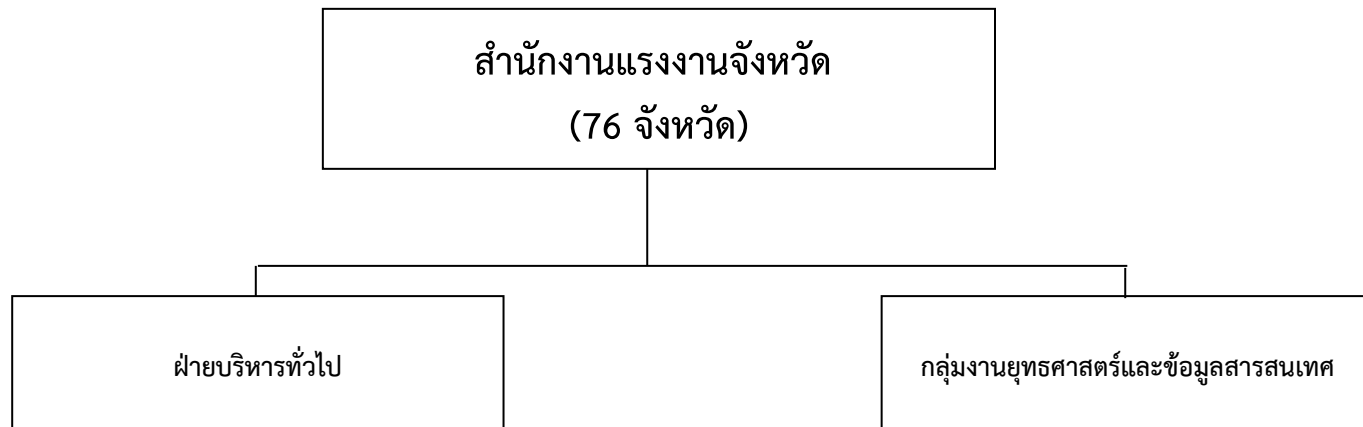 สำนักงานแรงงานจังหวัด
(76 จังหวัด)
ฝ่ายบริหารทั่วไป
กลุ่มงานยุทธศาสตร์และข้อมูลสารสนเทศ